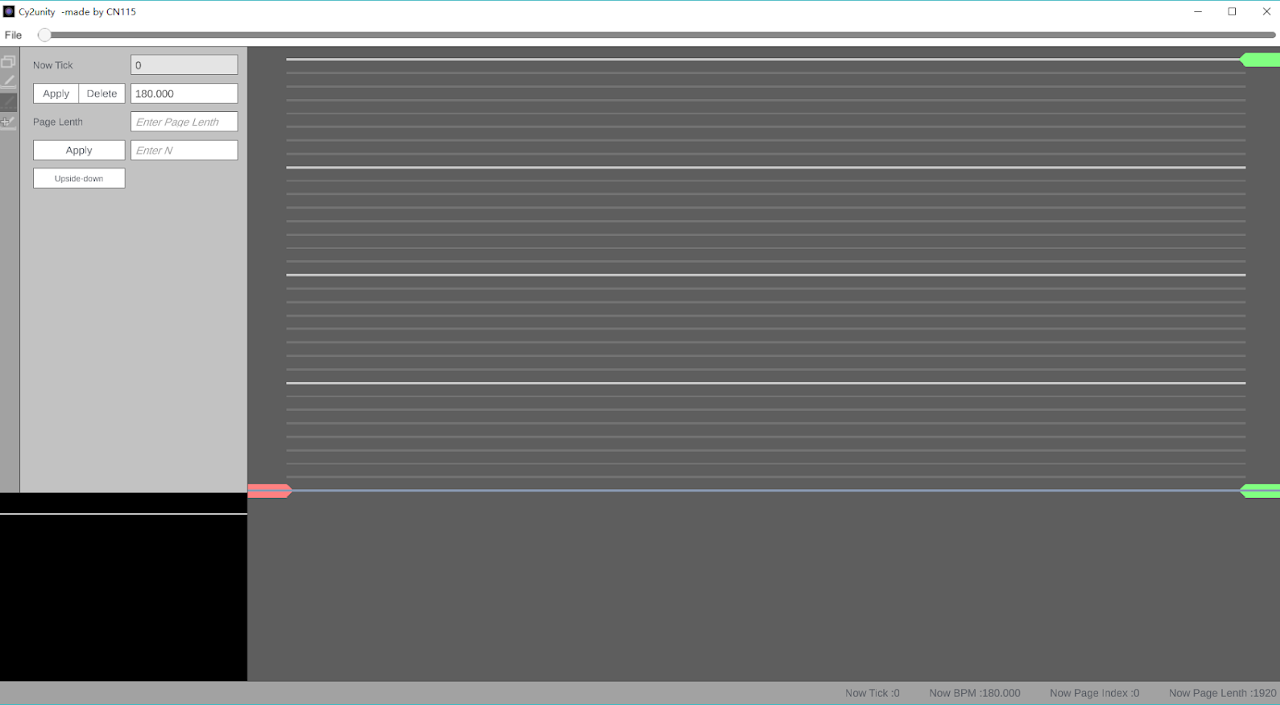 Cy2unity -made by CN115
File
Now Tick 0
Apply Delete 180.000
Page Lenth Enter Page Lenth
Apply Enter N
Upside-down
Now Tick :0 Now BPM :180.000 Now Page Index :0 Now Page Lenth :1920